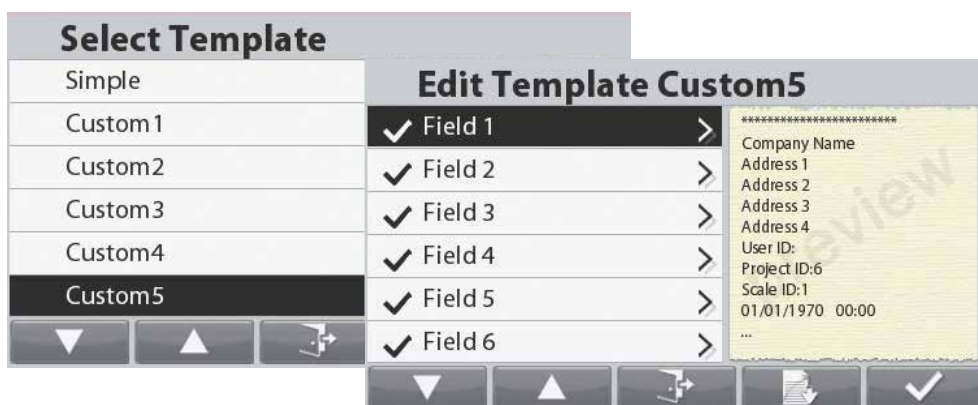 Select Template
Simple
Custom1
Custom2
Custom3
Custom4
Custom5
Edit Template Custom5
Field 1
Field 2
Field 3
Field 4
Field 5
Field 6
************************
Company Name
Address 1
Address 2
Address 3
Address 4
User ID:
Project ID:6
Scale ID:1
01/01/1970 00:00
...